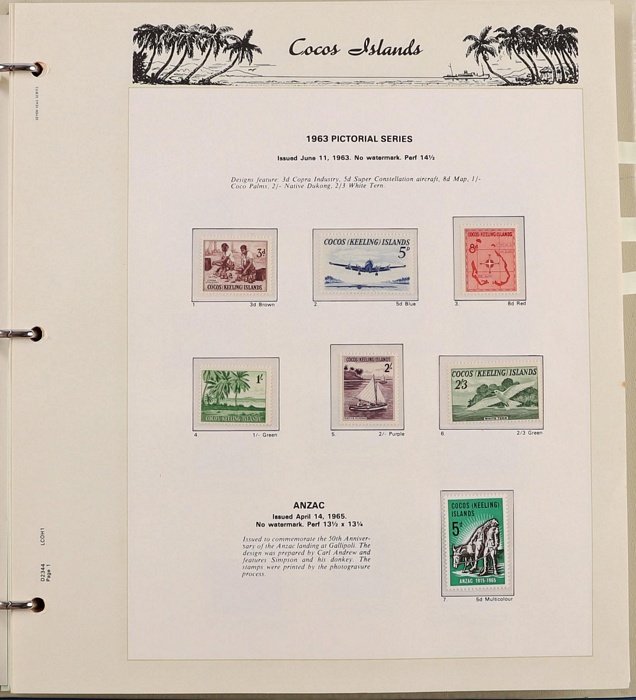 Cocos Islands
1963 PICTORIAL SERIES
Issued June 11, 1963. No watermark. Perf 14½
Designs feature: 3d Copra Industry, 5d Super Constellation aircraft, 8d Map, 1/-
Coco Palms, 2/- Native Dukong, 2/3 White Tern.
3d
COCOS (KEELING) ISLANDS
1 3d Brown
COCOS (KEELING) ISLANDS
5D
2 5d Blue
COCOS (KEELING) ISLANDS
8d
3. 8d Red
1/-
COCOS (KEELING) ISLANDS
4. 1/- Green
COCOS (KEELING) ISLANDS
2/-
5. 2/- Purple
COCOS (KEELING) ISLANDS
2/3
WHITE TERN
6 2/3 Green
ANZAC
Issued April 14, 1965.
No watermark. Perf 13½ x 13¼
Issued to commemorate the 50th Anniver-
sary of the Anzac landing at Gallipoli. The
design was prepared by Carl Andrew and
features Simpson and his donkey. The
stamps were printed by the photogravure
process.
COCOS (KEELING)
ISLANDS
5d
ANZAC 1915-1965
7. 5d Multicolour
D2344 LCOH1
Page 1